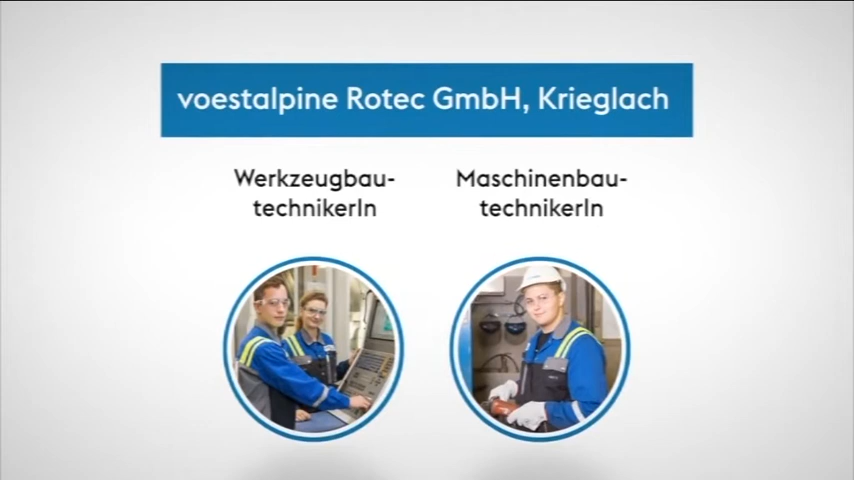 voestalpine Rotec GmbH, Krieglach
Werkzeugbau-
technikerIn
Maschinenbau-
technikerIn